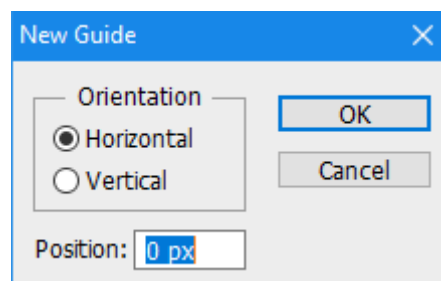 New Guide
Orientation
Horizontal
Vertical
OK
Cancel
Position: 0 px